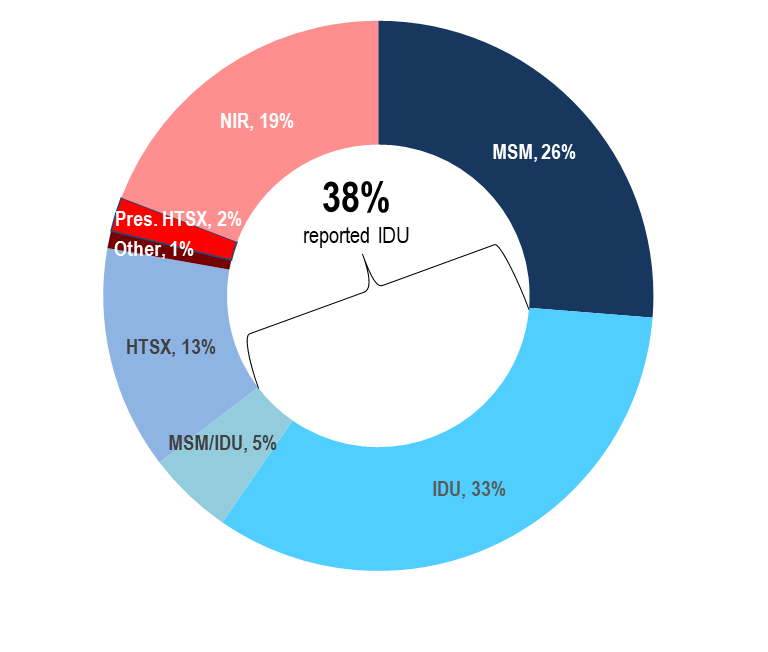 NIR, 19%
MSM, 26%
38%
reported IDU
Pres. HTSX, 2%
Other, 1%
HTSX, 13%
MSM/IDU, 5%
IDU, 33%